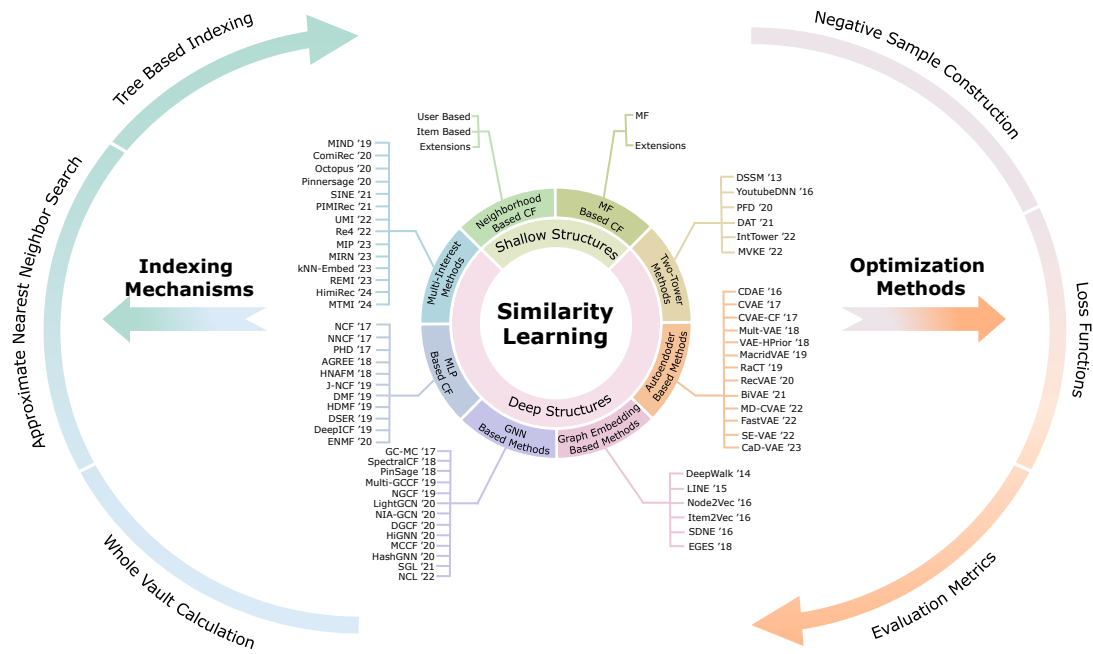 Tree Based Indexing
Approximate Nearest Neighbor Search
Whole Vault Calculation
Indexing
Mechanisms
User Based
Item Based
Extensions
MF
Extensions
MIND '19
ComiRec '20
Octopus '20
Pinnersage '20
SINE '21
PIMIRec '21
UMI '22
Re4 '22
MIP '23
MIRN '23
kNN-Embed '23
REMI '23
HimiRec '24
MTMI '24
NCF '17
NNCF '17
PHD '17
AGREE '18
HNAFM '18
J-NCF '19
DMF '19
HDMF '19
DSER '19
DeepICF '19
ENMF '20
GC-MC '17
SpectralCF '18
PinSage '18
Multi-GCCF '19
NGCF '19
LightGCN '20
NIA-GCN '20
DGCF '20
HiGNN '20
MCCF '20
HashGNN '20
SGL '21
NCL '22
Neighborhood
Based CF
MF
Based CF
Shallow Structures
Multi-Interest
Methods
Two-Tower
Methods
Similarity
Learning
MLP
Based CF
Autoendoder
Based Methods
Deep Structures
GNN
Based Methods
Graph Embedding
Based Methods
DSSM '13
YoutubeDNN '16
PFD '20
DAT '21
IntTower '22
MVKE '22
CDAE '16
CVAE '17
CVAE-CF '17
Mult-VAE '18
VAE-HPrior '18
MacridVAE '19
RaCT '19
RecVAE '20
BiVAE '21
MD-CVAE '22
FastVAE '22
SE-VAE '22
CaD-VAE '23
DeepWalk '14
LINE '15
Node2Vec '16
Item2Vec '16
SDNE '16
EGES '18
Optimization
Methods
Negative Sample Construction
Loss Functions
Evaluation Metrics